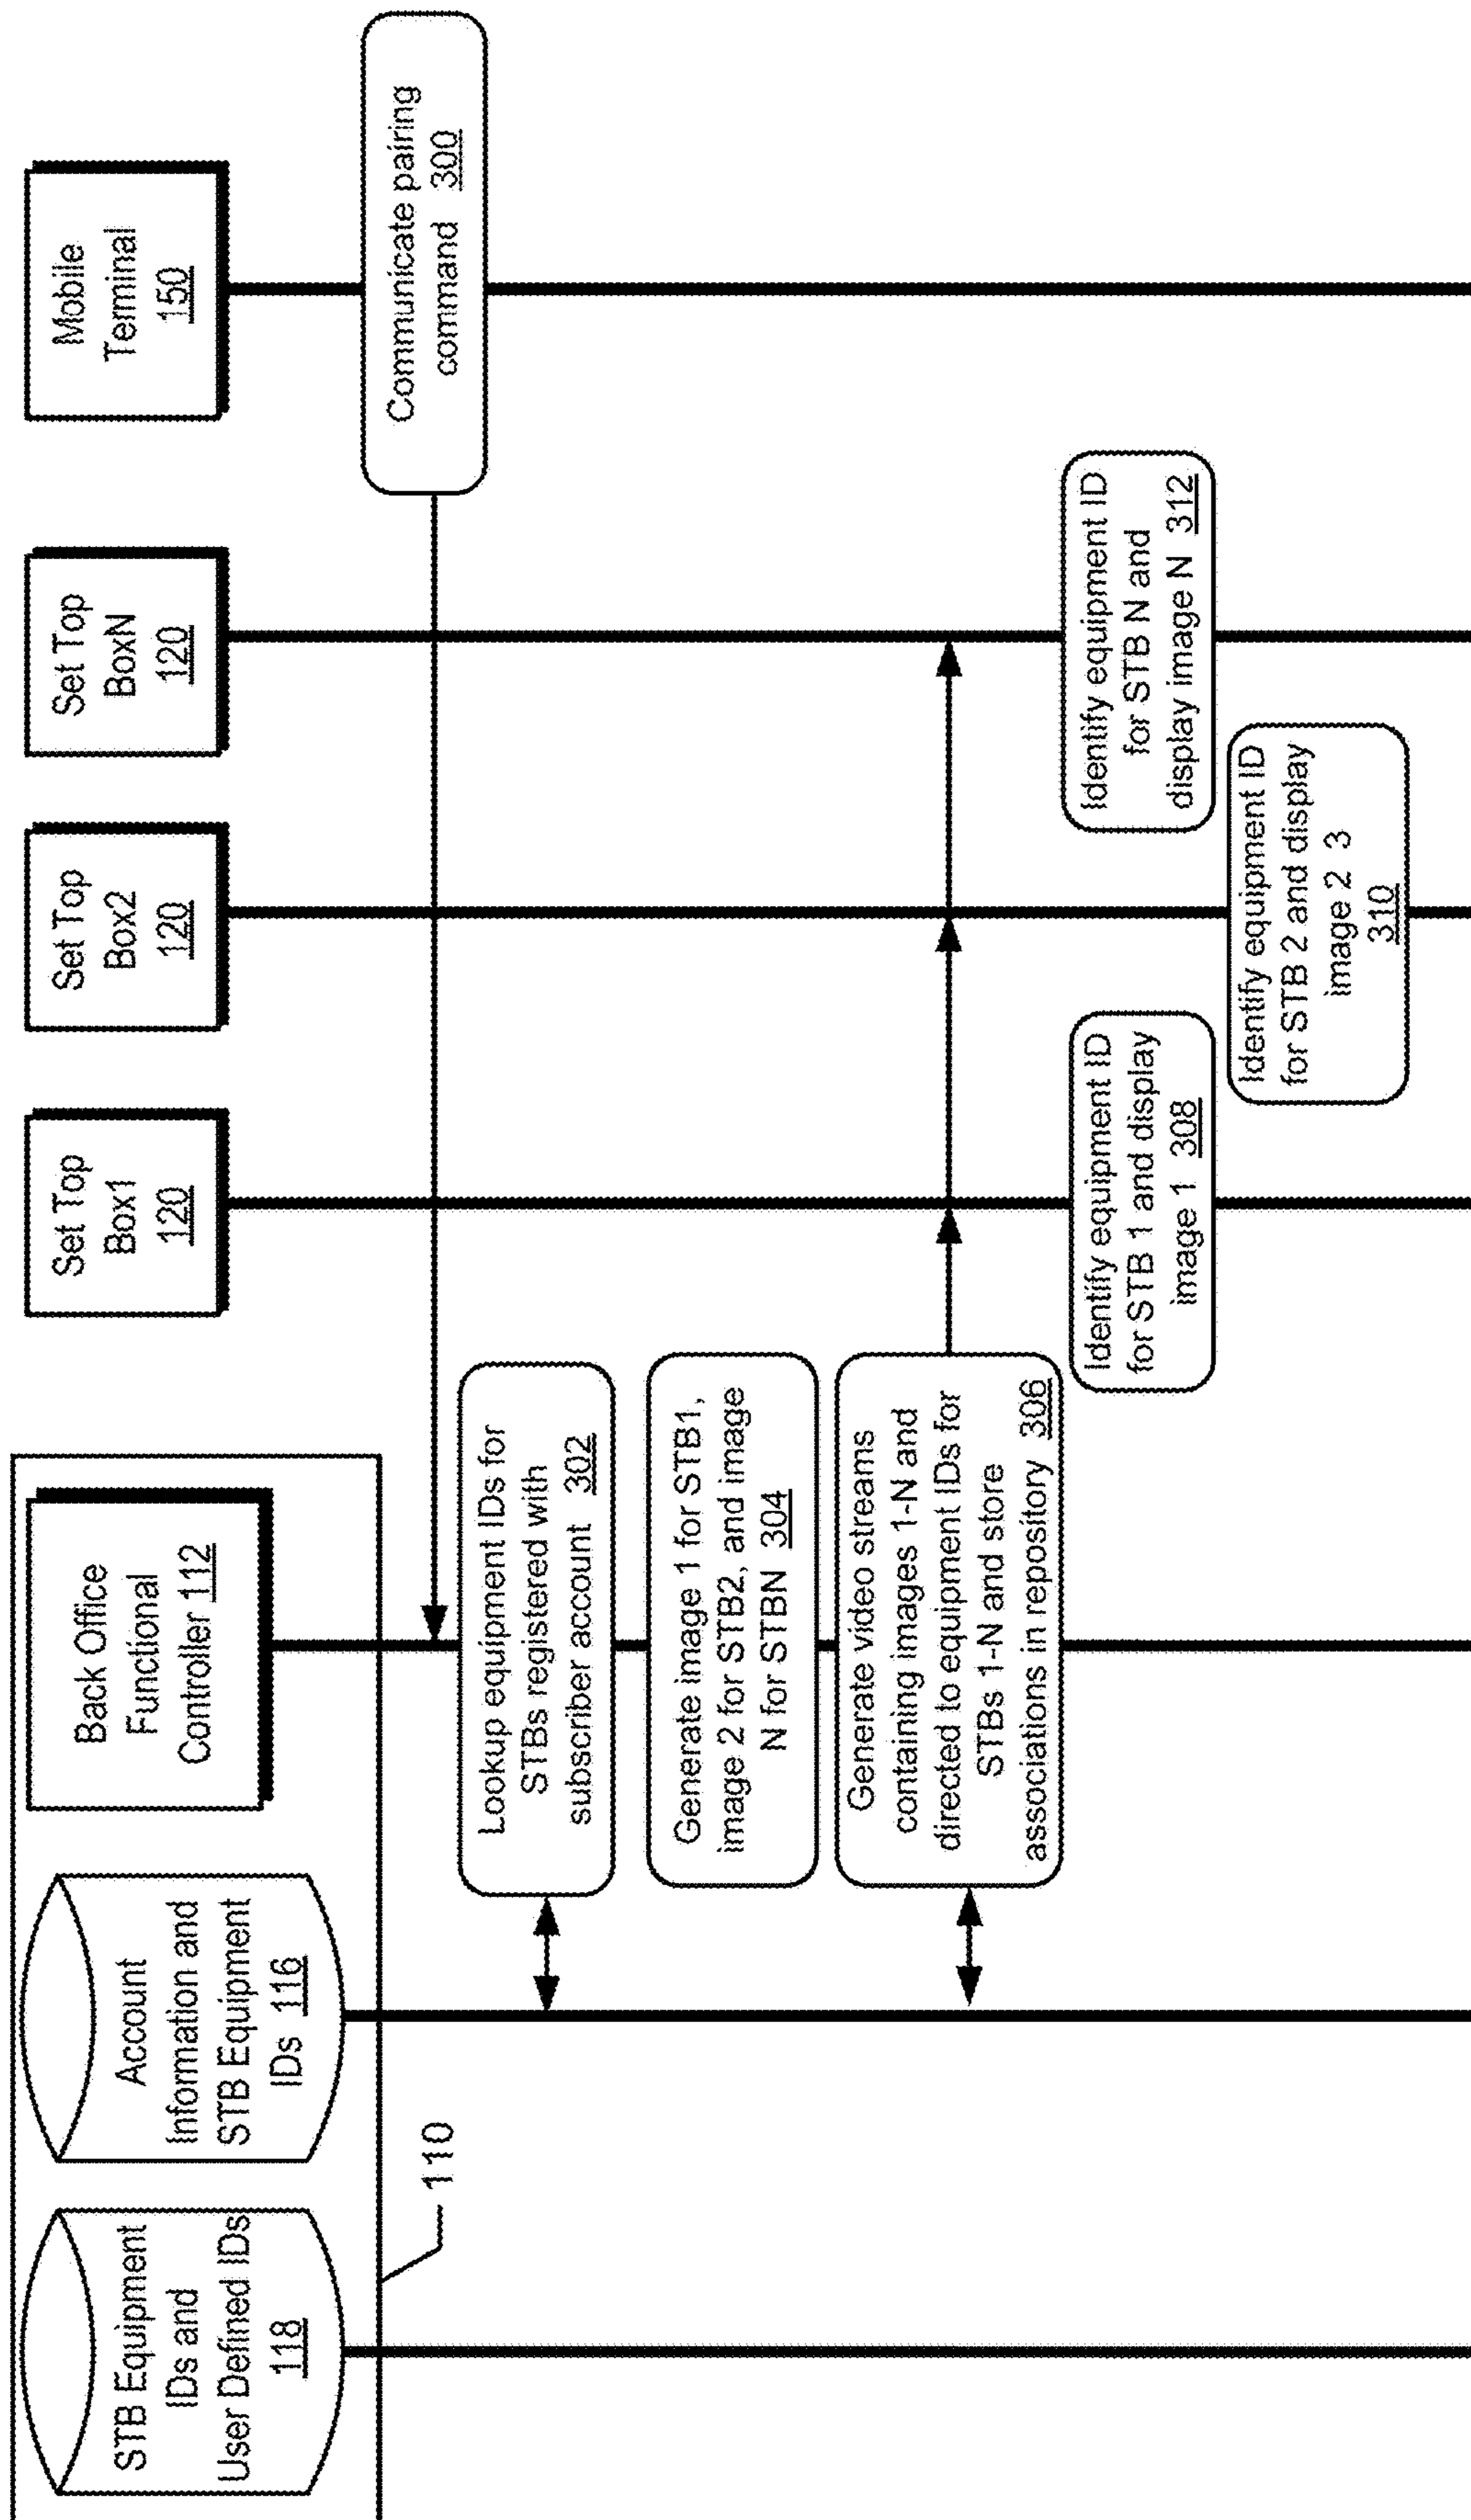 STB Equipment
IDs and
User Defined IDs
118
Account
Information and
STB Equipment
IDs 116
Back Office
Functional
Controller 112
Set Top
Box1
120
Set Top
Box2
120
Set Top
BoxN
120
Mobile
Terminal
150
110
Communicate pairing
command 300
Lookup equipment IDs for
STBs registered with
subscriber account 302
Generate image 1 for STB1,
image 2 for STB2, and image
N for STBN 304
Generate video streams
containing images 1-N and
directed to equipment IDs for
STBs 1-N and store
associations in repository 306
Identify equipment ID
for STB 1 and display
image 1 308
Identify equipment ID
for STB 2 and display
image 2 3
310
Identify equipment ID
for STB N and
display image N 312